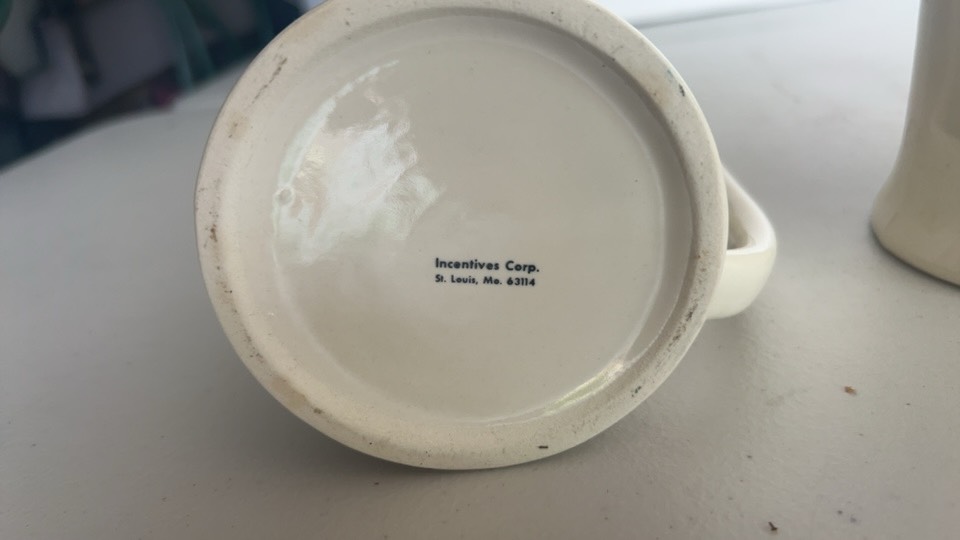 Incentives Corp.
St. Louis, Mo. 63114